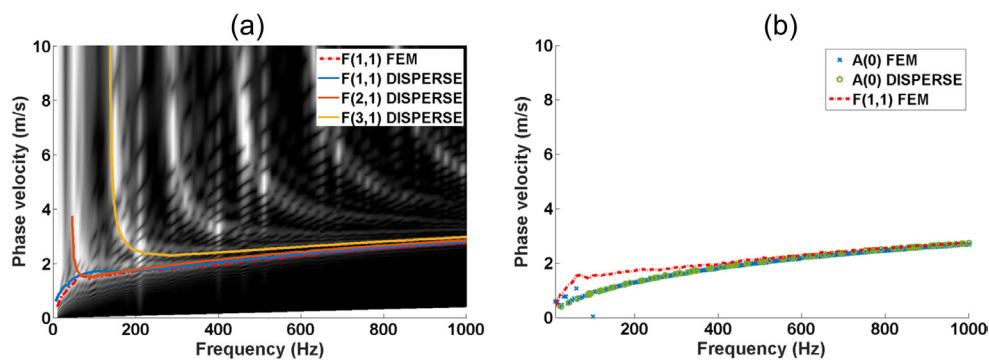 (a)
Phase velocity (m/s)
10
8
6
4
2
0
0
200
400
600
800
1000
Frequency (Hz)
F(1,1) FEM
F(1,1) DISPERSE
F(2,1) DISPERSE
F(3,1) DISPERSE
(b)
Phase velocity (m/s)
10
8
6
4
2
0
200
400
600
800
1000
Frequency (Hz)
A(0) FEM
A(0) DISPERSE
F(1,1) FEM